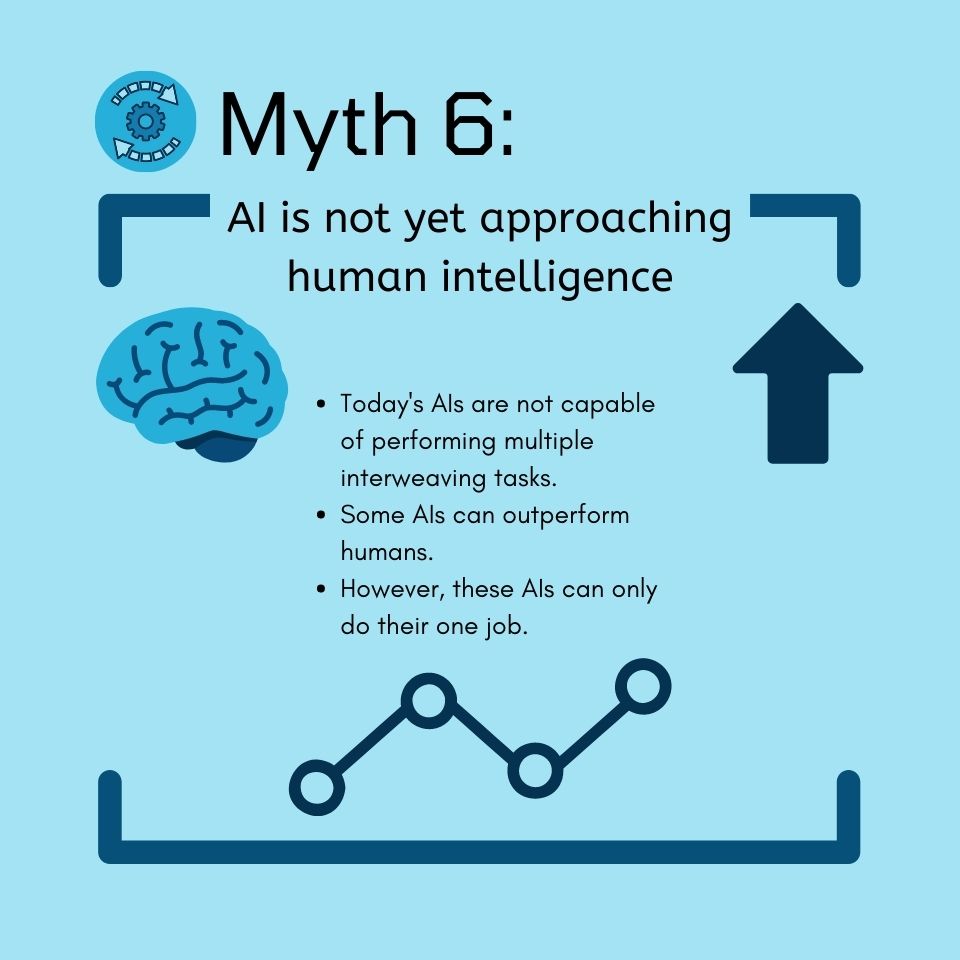 Myth 6:
AI is not yet approaching
human intelligence
• Today's AIs are not capable
of performing multiple
interweaving tasks.
• Some AIs can outperform
humans.
• However, these AIs can only
do their one job.